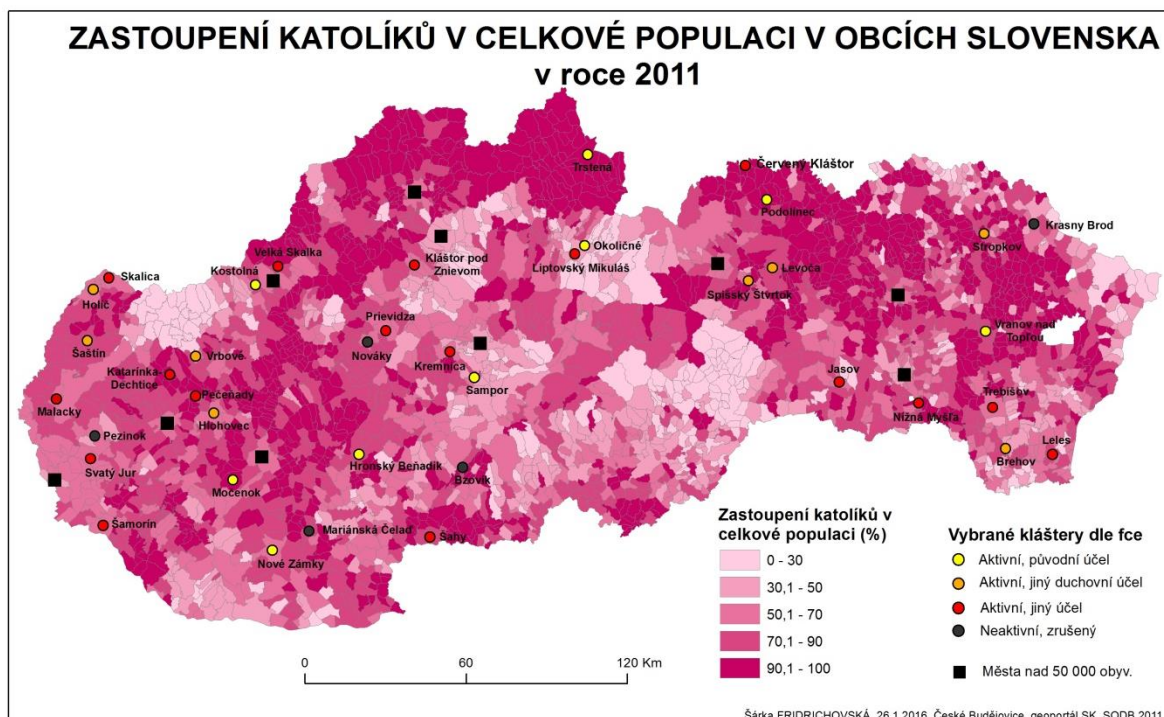 ZASTOUPENÍ KATOLÍKŮ V CELKOVÉ POPULACI V OBCÍCH SLOVENSKA
v roce 2011
Trstená
Červený Kláštor
Podolínec
Krasny Brod
Stropkov
Velká Skalka
Kláštor pod
Znievom
Okoličné
Liptovský Mikuláš
Levoča
Spišský Štvrtok
Skalica
Kostolná
Holíč
Prievidza
Vranov nad
Topľou
Šaštín
Vrbové
Nováky
Kremnica
Katarínka-
Dechtice
Sampor
Jasov
Malacky
Pečenady
Hlohovec
Nižná Myšľa
Trebišov
Pezinok
Svatý Jur
Hronský Beňadik
Bzovík
Brehov
Leles
Močenok
Šamorín
Mariánská Čelaď
Šahy
Nové Zámky
Zastoupení katolíků v
celkové populaci (%)
0 - 30
30,1 - 50
50,1 - 70
70,1 - 90
90,1 - 100
Vybrané kláštery dle fce
Aktivní, původní účel
Aktivní, jiný duchovní účel
Aktivní, jiný účel
Neaktivní, zrušený
Města nad 50 000 obyv.
0 60 120 Km
Šárka FRIDRICHOVSKÁ, 26.1.2016, České Budějovice, geoportál SK, SODB 2011